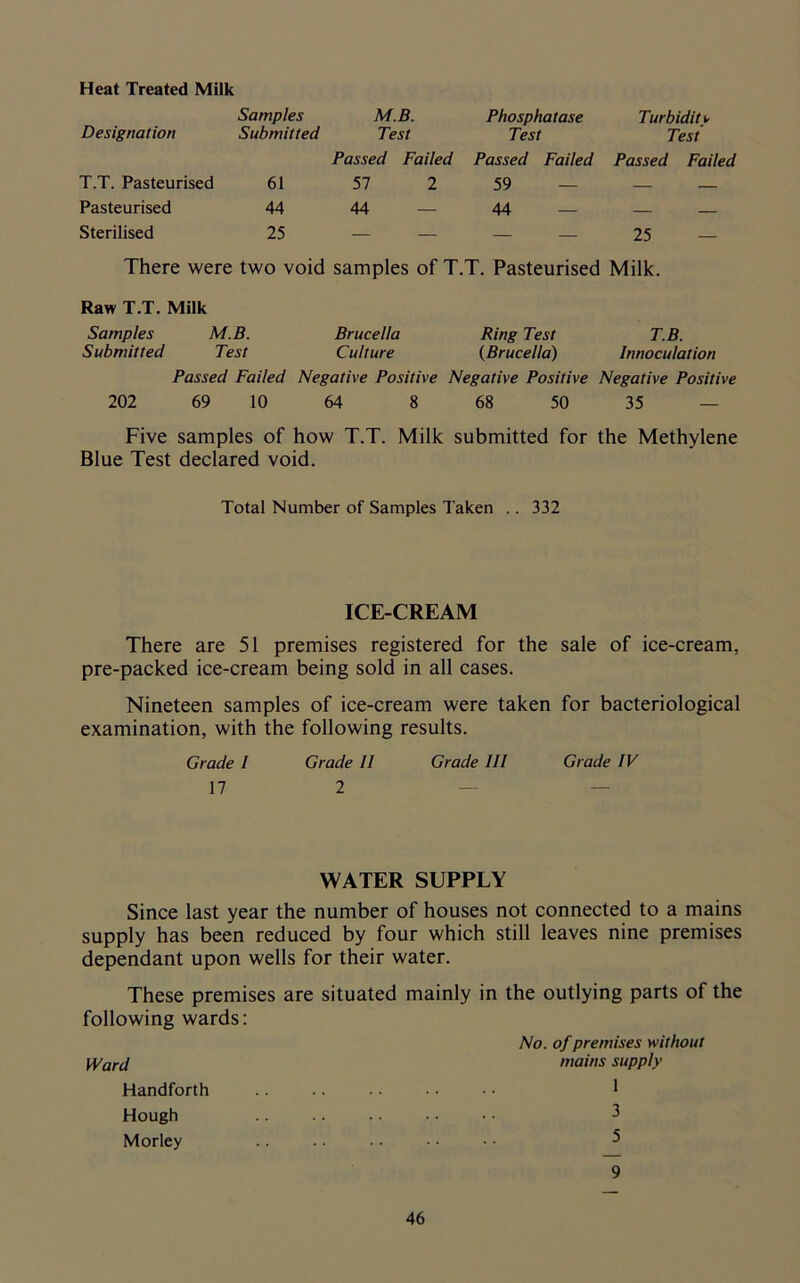 Heat Treated Milk
Samples M.B. Phosphatase Turbidity
Designation Submitted Test Test Test
Passed Failed Passed Failed Passed Failed
T.T. Pasteurised 61 57 2 59 — — —
Pasteurised 44 44 — 44 — — —
Sterilised 25 — — — — 25 —
There were two void samples of T.T. Pasteurised Milk.
Raw T.T. Milk
Samples M.B. Brucella Ring Test T.B.
Submitted Test Culture (Brucella) Innoculation
Passed Failed Negative Positive Negative Positive Negative Positive
202 69 10 64 8 68 50 35 —
Five samples of how T.T. Milk submitted for the Methylene
Blue Test declared void.
Total Number of Samples Taken .. 332
ICE-CREAM
There are 51 premises registered for the sale of ice-cream,
pre-packed ice-cream being sold in all cases.
Nineteen samples of ice-cream were taken for bacteriological
examination, with the following results.
Grade I Grade II Grade III Grade IV
17 2 — —
WATER SUPPLY
Since last year the number of houses not connected to a mains
supply has been reduced by four which still leaves nine premises
dependant upon wells for their water.
These premises are situated mainly in the outlying parts of the
following wards:
No. of premises without
Ward mains supply
Handforth .. .. .. .. .. 1
Hough .. .. .. .. .. 3
Morley .. .. .. .. .. 5
9
46